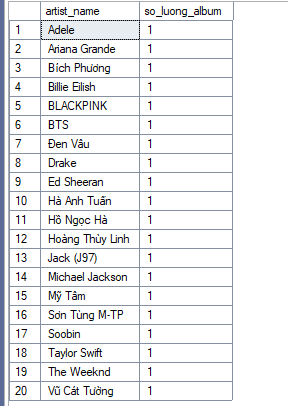 artist_name so_luong_album
1 Adele 1
2 Ariana Grande 1
3 Bích Phương 1
4 Billie Eilish 1
5 BLACKPINK 1
6 BTS 1
7 Đen Vâu 1
8 Drake 1
9 Ed Sheeran 1
10 Hà Anh Tuấn 1
11 Hồ Ngọc Hà 1
12 Hoàng Thùy Linh 1
13 Jack (J97) 1
14 Michael Jackson 1
15 Mỹ Tâm 1
16 Sơn Tùng M-TP 1
17 Soobin 1
18 Taylor Swift 1
19 The Weeknd 1
20 Vũ Cát Tường 1